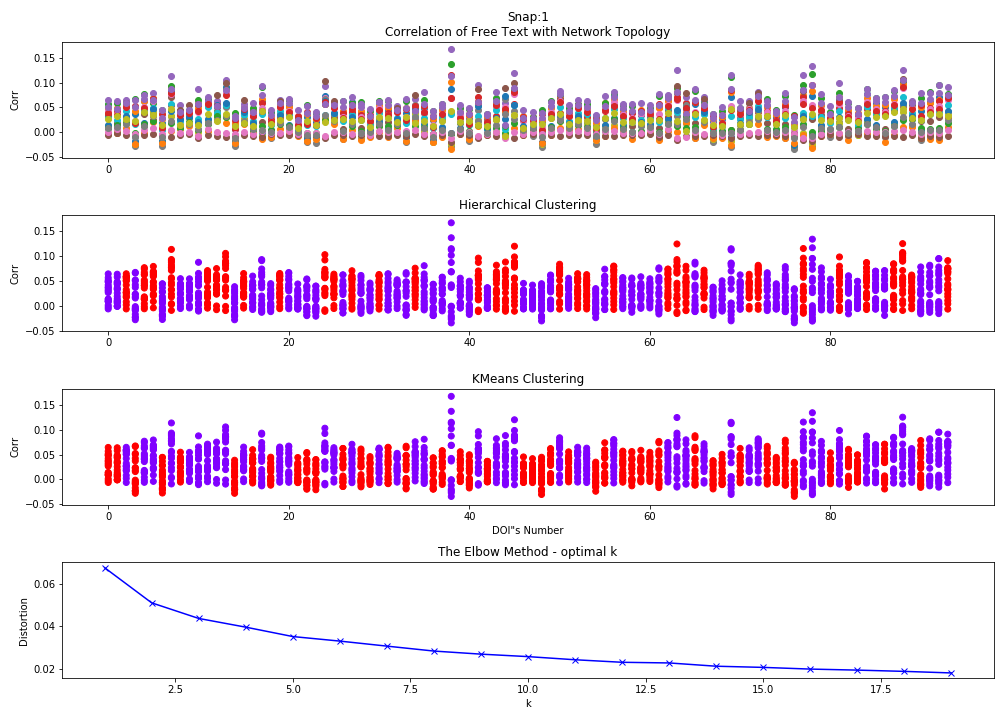 Snap:1
Correlation of Free Text with Network Topology
0.15
0.10
0.05
0.00
−0.05
Corr
0 20 40 60 80
Hierarchical Clustering
0.15
0.10
0.05
0.00
−0.05
Corr
0 20 40 60 80
KMeans Clustering
0.15
0.10
0.05
0.00
−0.05
Corr
0 20 40 60 80
DOI"s Number
The Elbow Method - optimal k
0.06
0.04
0.02
Distortion
2.5 5.0 7.5 10.0 12.5 15.0 17.5
k